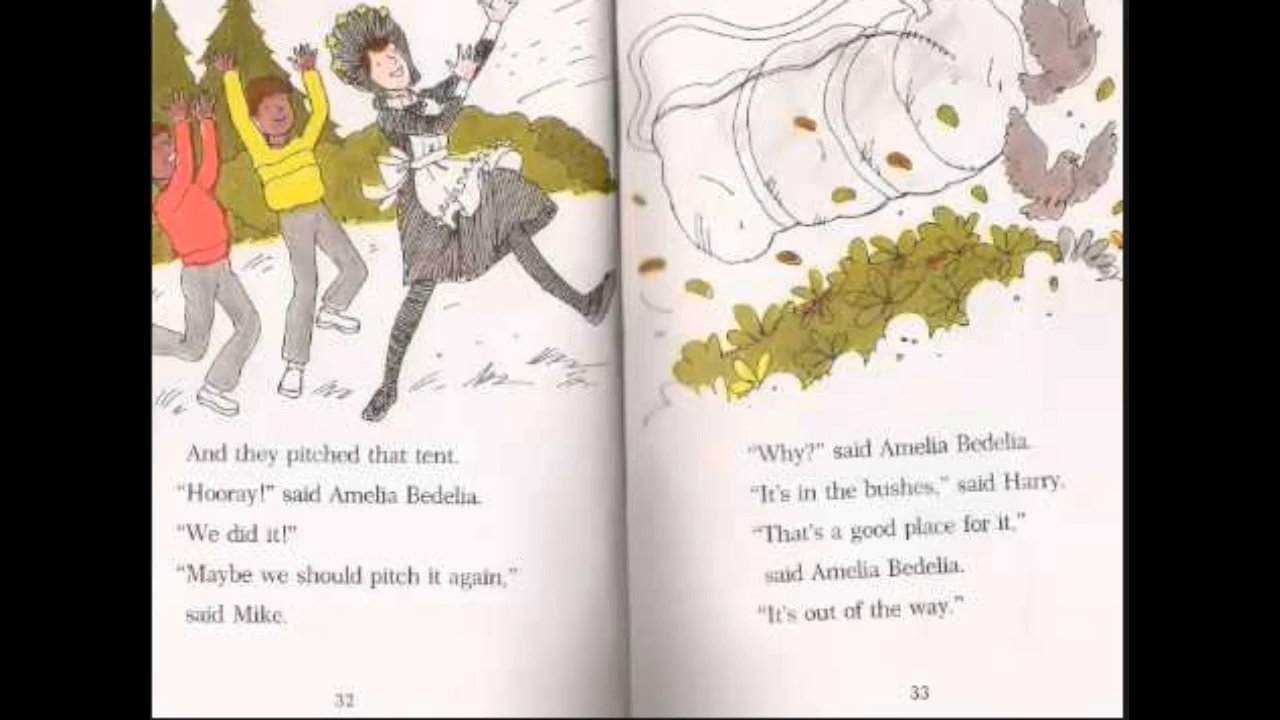 And they pitched that tent.
"Hooray!" said Amelia Bedelia.
"We did it!"
"Maybe we should pitch it again,"
said Mike.
32
"Why?" said Amelia Bedelia.
"It's in the bushes," said Harry.
"That's a good place for it,"
said Amelia Bedelia.
"It's out of the way."
33